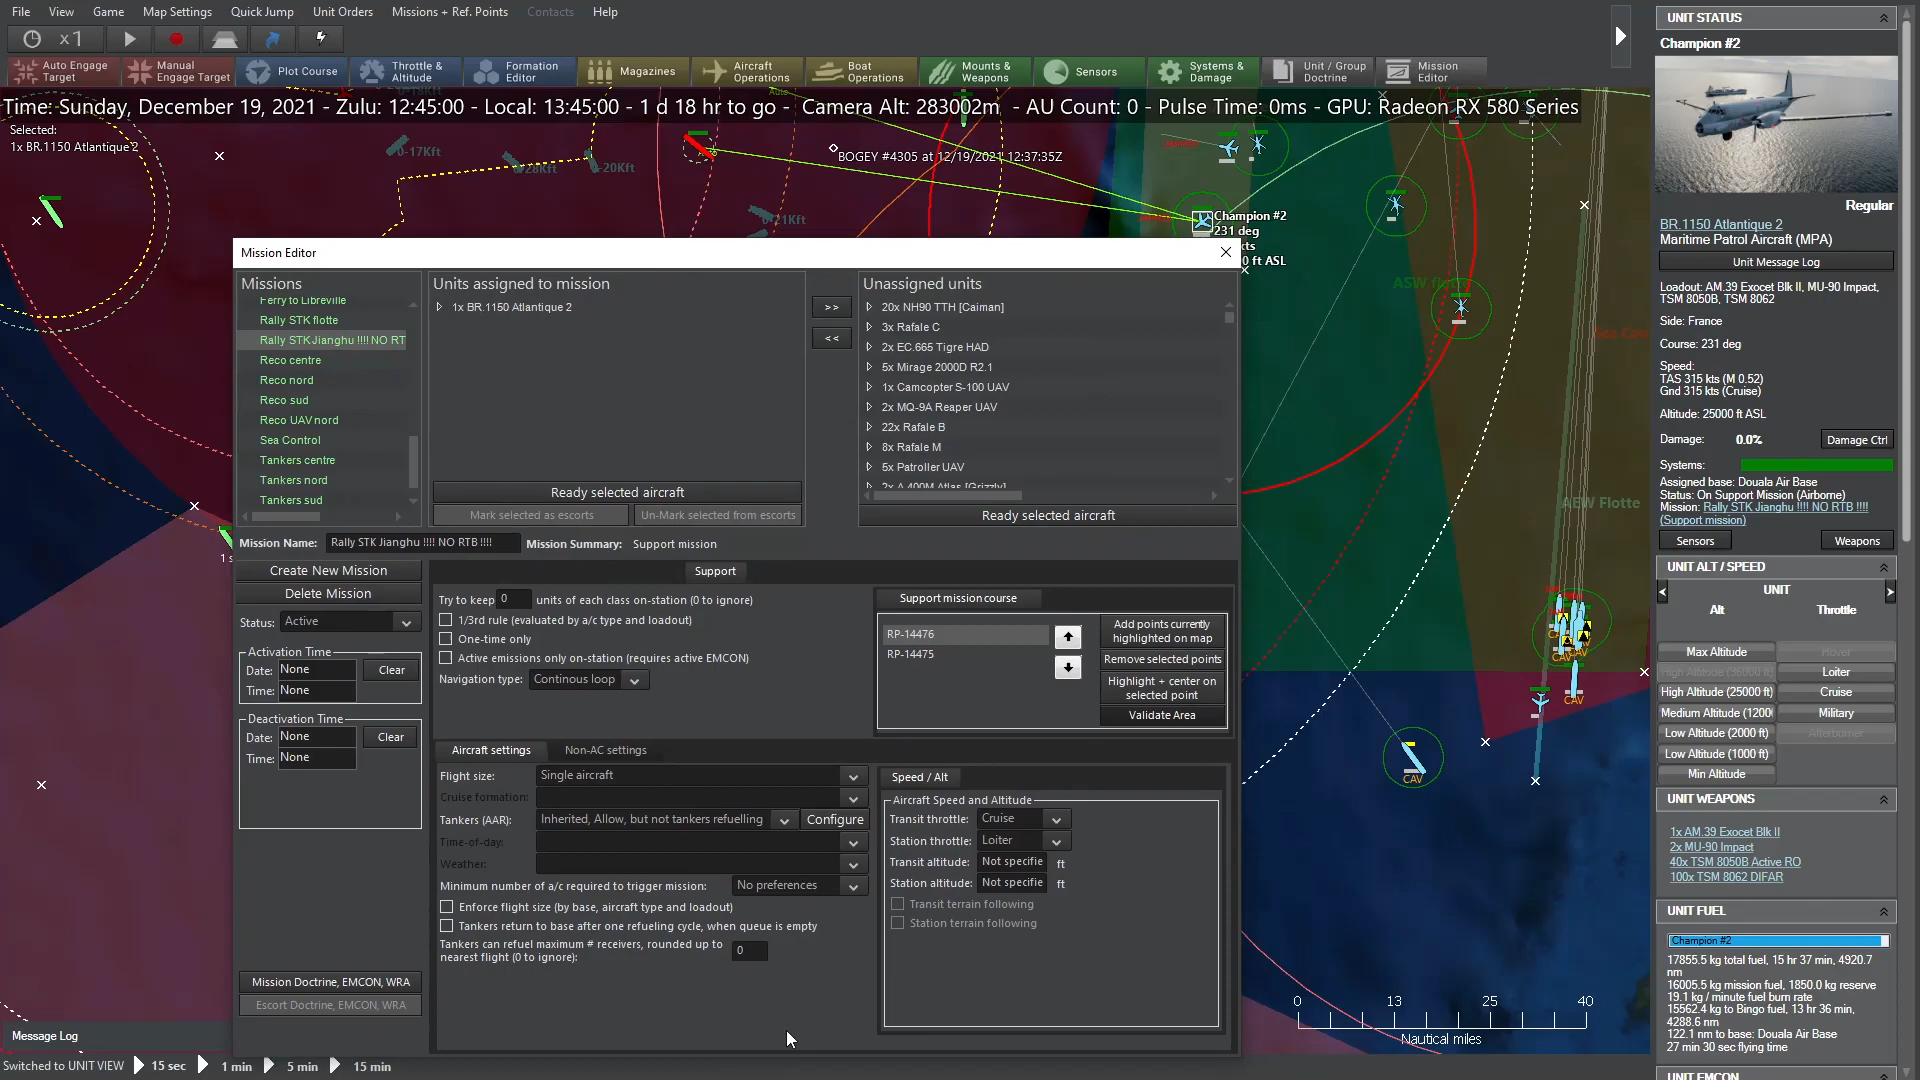 File View Game Map Settings Quick Jump Unit Orders Missions + Ref. Points Contacts Help
x1
Auto Engage Target
Manual Engage Target
Plot Course
Throttle & Altitude
Formation Editor
Magazines
Aircraft Operations
Boat Operations
Mounts & Weapons
Sensors
Systems & Damage
Unit / Group Doctrine
Mission Editor
Time: Sunday, December 19, 2021 - Zulu: 12:45:00 - Local: 13:45:00 - 1 d 18 hr to go - Camera Alt: 283002m - AU Count: 0 - Pulse Time: 0ms - GPU: Radeon RX 580 Series
Selected:
1x BR.1150 Atlantique 2
0-17Kft
-20Kft
0-21Kft
BOGEY #4305 at 12/19/2021 12:37:35Z
Champion #2
231 deg
cts
0 ft ASL
ASW
AEW Flotte
CAV
CAV
CAV
0 13 25 40
Nautical miles
Mission Editor
Missions
Ferry to Libreville
Rally STK flotte
Rally STK Jianghu !!!! NO RT
Reco centre
Reco nord
Reco sud
Reco UAV nord
Sea Control
Tankers centre
Tankers nord
Tankers sud
Units assigned to mission
1x BR.1150 Atlantique 2
Ready selected aircraft
Mark selected as escorts
Un-Mark selected from escorts
>>
<<
Unassigned units
20x NH90 TTH [Caiman]
3x Rafale C
2x EC.665 Tigre HAD
5x Mirage 2000D R2.1
1x Camcopter S-100 UAV
2x MQ-9A Reaper UAV
22x Rafale B
8x Rafale M
5x Patroller UAV
2x A.400M Atlas [Grizzly]
Ready selected aircraft
Mission Name: Rally STK Jianghu !!!! NO RTB !!!! Mission Summary: Support mission
Create New Mission
Delete Mission
Status: Active
Activation Time
Date: None Clear
Time: None
Deactivation Time
Date: None Clear
Time: None
Mission Doctrine, EMCON, WRA
Escort Doctrine, EMCON, WRA
Support
Try to keep 0 units of each class on-station (0 to ignore)
1/3rd rule (evaluated by a/c type and loadout)
One-time only
Active emissions only on-station (requires active EMCON)
Navigation type: Continous loop
Support mission course
RP-14476
RP-14475
Add points currently highlighted on map
Remove selected points
Highlight + center on selected point
Validate Area
Aircraft settings Non-AC settings
Flight size: Single aircraft
Cruise formation:
Tankers (AAR): Inherited, Allow, but not tankers refuelling Configure
Time-of-day:
Weather:
Minimum number of a/c required to trigger mission: No preferences
Enforce flight size (by base, aircraft type and loadout)
Tankers return to base after one refueling cycle, when queue is empty
Tankers can refuel maximum # receivers, rounded up to
nearest flight (0 to ignore): 0
Speed / Alt
Aircraft Speed and Altitude
Transit throttle: Cruise
Station throttle: Loiter
Transit altitude: Not specifie ft
Station altitude: Not specifie ft
Transit terrain following
Station terrain following
Message Log
Switched to UNIT VIEW 15 sec 1 min 5 min 15 min
UNIT STATUS
Champion #2
Regular
BR.1150 Atlantique 2
Maritime Patrol Aircraft (MPA)
Unit Message Log
Loadout: AM.39 Exocet Blk II, MU-90 Impact,
TSM 8050B, TSM 8062
Side: France
Course: 231 deg
Speed:
TAS 315 kts (M 0.52)
Gnd 315 kts (Cruise)
Altitude: 25000 ft ASL
Damage: 0.0% Damage Ctrl
Systems:
Assigned base: Douala Air Base
Status: On Support Mission (Airborne)
Mission: Rally STK Jianghu !!!! NO RTB !!!!
(Support mission)
Sensors Weapons
UNIT ALT / SPEED
< UNIT >
Alt Throttle
Max Altitude Hover
High Altitude (36000 ft) Loiter
High Altitude (25000 ft) Cruise
Medium Altitude (1200 Military
Low Altitude (2000 ft) Afterburner
Low Altitude (1000 ft)
Min Altitude
UNIT WEAPONS
1x AM.39 Exocet Blk II
2x MU-90 Impact
40x TSM 8050B Active RO
100x TSM 8062 DIFAR
UNIT FUEL
Champion #2
17855.5 kg total fuel, 15 hr 37 min, 4920.7
nm
16005.5 kg mission fuel, 1850.0 kg reserve
19.1 kg / minute fuel burn rate
15562.4 kg to Bingo fuel, 13 hr 36 min,
4288.6 nm
122.1 nm to base: Douala Air Base
27 min 30 sec flying time
UNIT EMCON